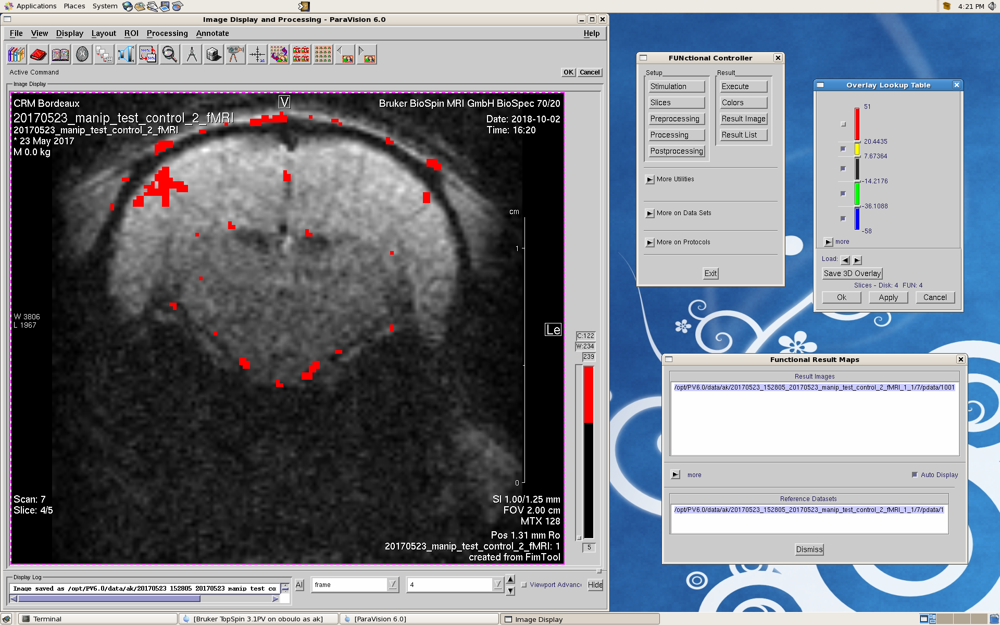 Applications Places System
4:21 PM
Image Display and Processing - ParaVision 6.0
File View Display Layout ROI Processing Annotate Help
Active Command
OK Cancel
Image Display
CRM Bordeaux
20170523_manip_test_control_2_fMRI
20170523_manip_test_control_2_fMRI
* 23 May 2017
M 0.0 kg
V
Bruker BioSpin MRI GmbH BioSpec 70/20
Date: 2018-10-02
Time: 16:20
cm
1
0
W 3806
L 1967
Le
Scan: 7
Slice: 4/5
SI 1.00/1.25 mm
FOV 2.00 cm
MTX 128
Pos 1.31 mm Ro
20170523_manip_test_control_2_fMRI: 1
created from FimTool
C:122
W:234
239
5
Display Log
Image saved as /opt/PV6.0/data/ak/20170523_152805_20170523_manip_test_co
Al
frame
4
Viewport Advanc
Hide
FUNctional Controller
Setup
Stimulation
Slices
Preprocessing
Processing
Postprocessing
Result
Execute
Colors
Result Image
Result List
More Utilities
More on Data Sets
More on Protocols
Exit
Overlay Lookup Table
51
20.4435
7.67364
-14.2176
-36.1088
-58
more
Load:
Save 3D Overlay
Slices - Disk: 4 FUN: 4
Ok Apply Cancel
Functional Result Maps
Result Images
/opt/PV6.0/data/ak/20170523_152805_20170523_manip_test_control_2_fMRI_1_1/7/pdata/1001
more
Auto Display
Reference Datasets
/opt/PV6.0/data/ak/20170523_152805_20170523_manip_test_control_2_fMRI_1_1/7/pdata/1
Dismiss
Terminal
[Bruker TopSpin 3.1PV on oboulo as ak]
[ParaVision 6.0]
Image Display